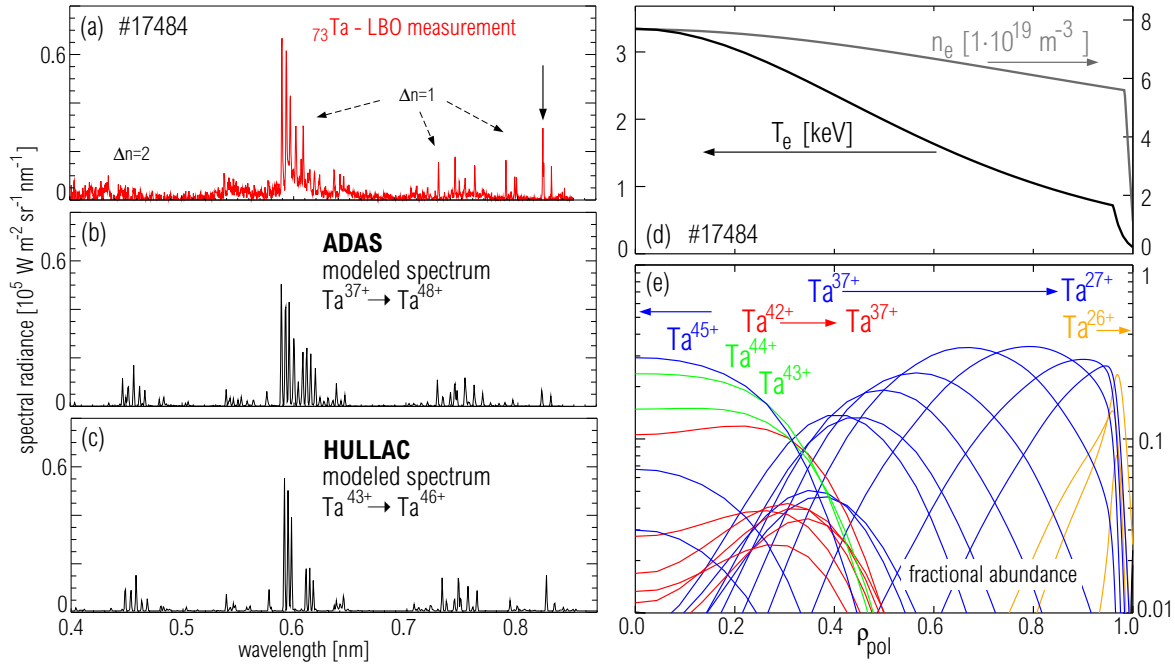 (a) #17484
₇₃Ta - LBO measurement
0.6
0
Δn=2
Δn=1
(b)
ADAS
modeled spectrum
Ta³⁷⁺ → Ta⁴⁸⁺
0.6
0
(c)
HULLAC
modeled spectrum
Ta⁴³⁺ → Ta⁴⁶⁺
0.6
0
spectral radiance [10⁵ W m⁻² sr⁻¹ nm⁻¹]
0.4 0.5 0.6 0.7 0.8
wavelength [nm]
3
2
1
0
nₑ [1·10¹⁹ m⁻³]
Tₑ [keV]
(d) #17484
8
6
4
2
0
(e)
Ta³⁷⁺ Ta²⁷⁺
Ta⁴⁵⁺ Ta⁴²⁺ Ta³⁷⁺ Ta²⁶⁺
Ta⁴⁴⁺
Ta⁴³⁺
fractional abundance
1
0.1
0.01
0.0 0.2 0.4 0.6 0.8 1.0
ρpol